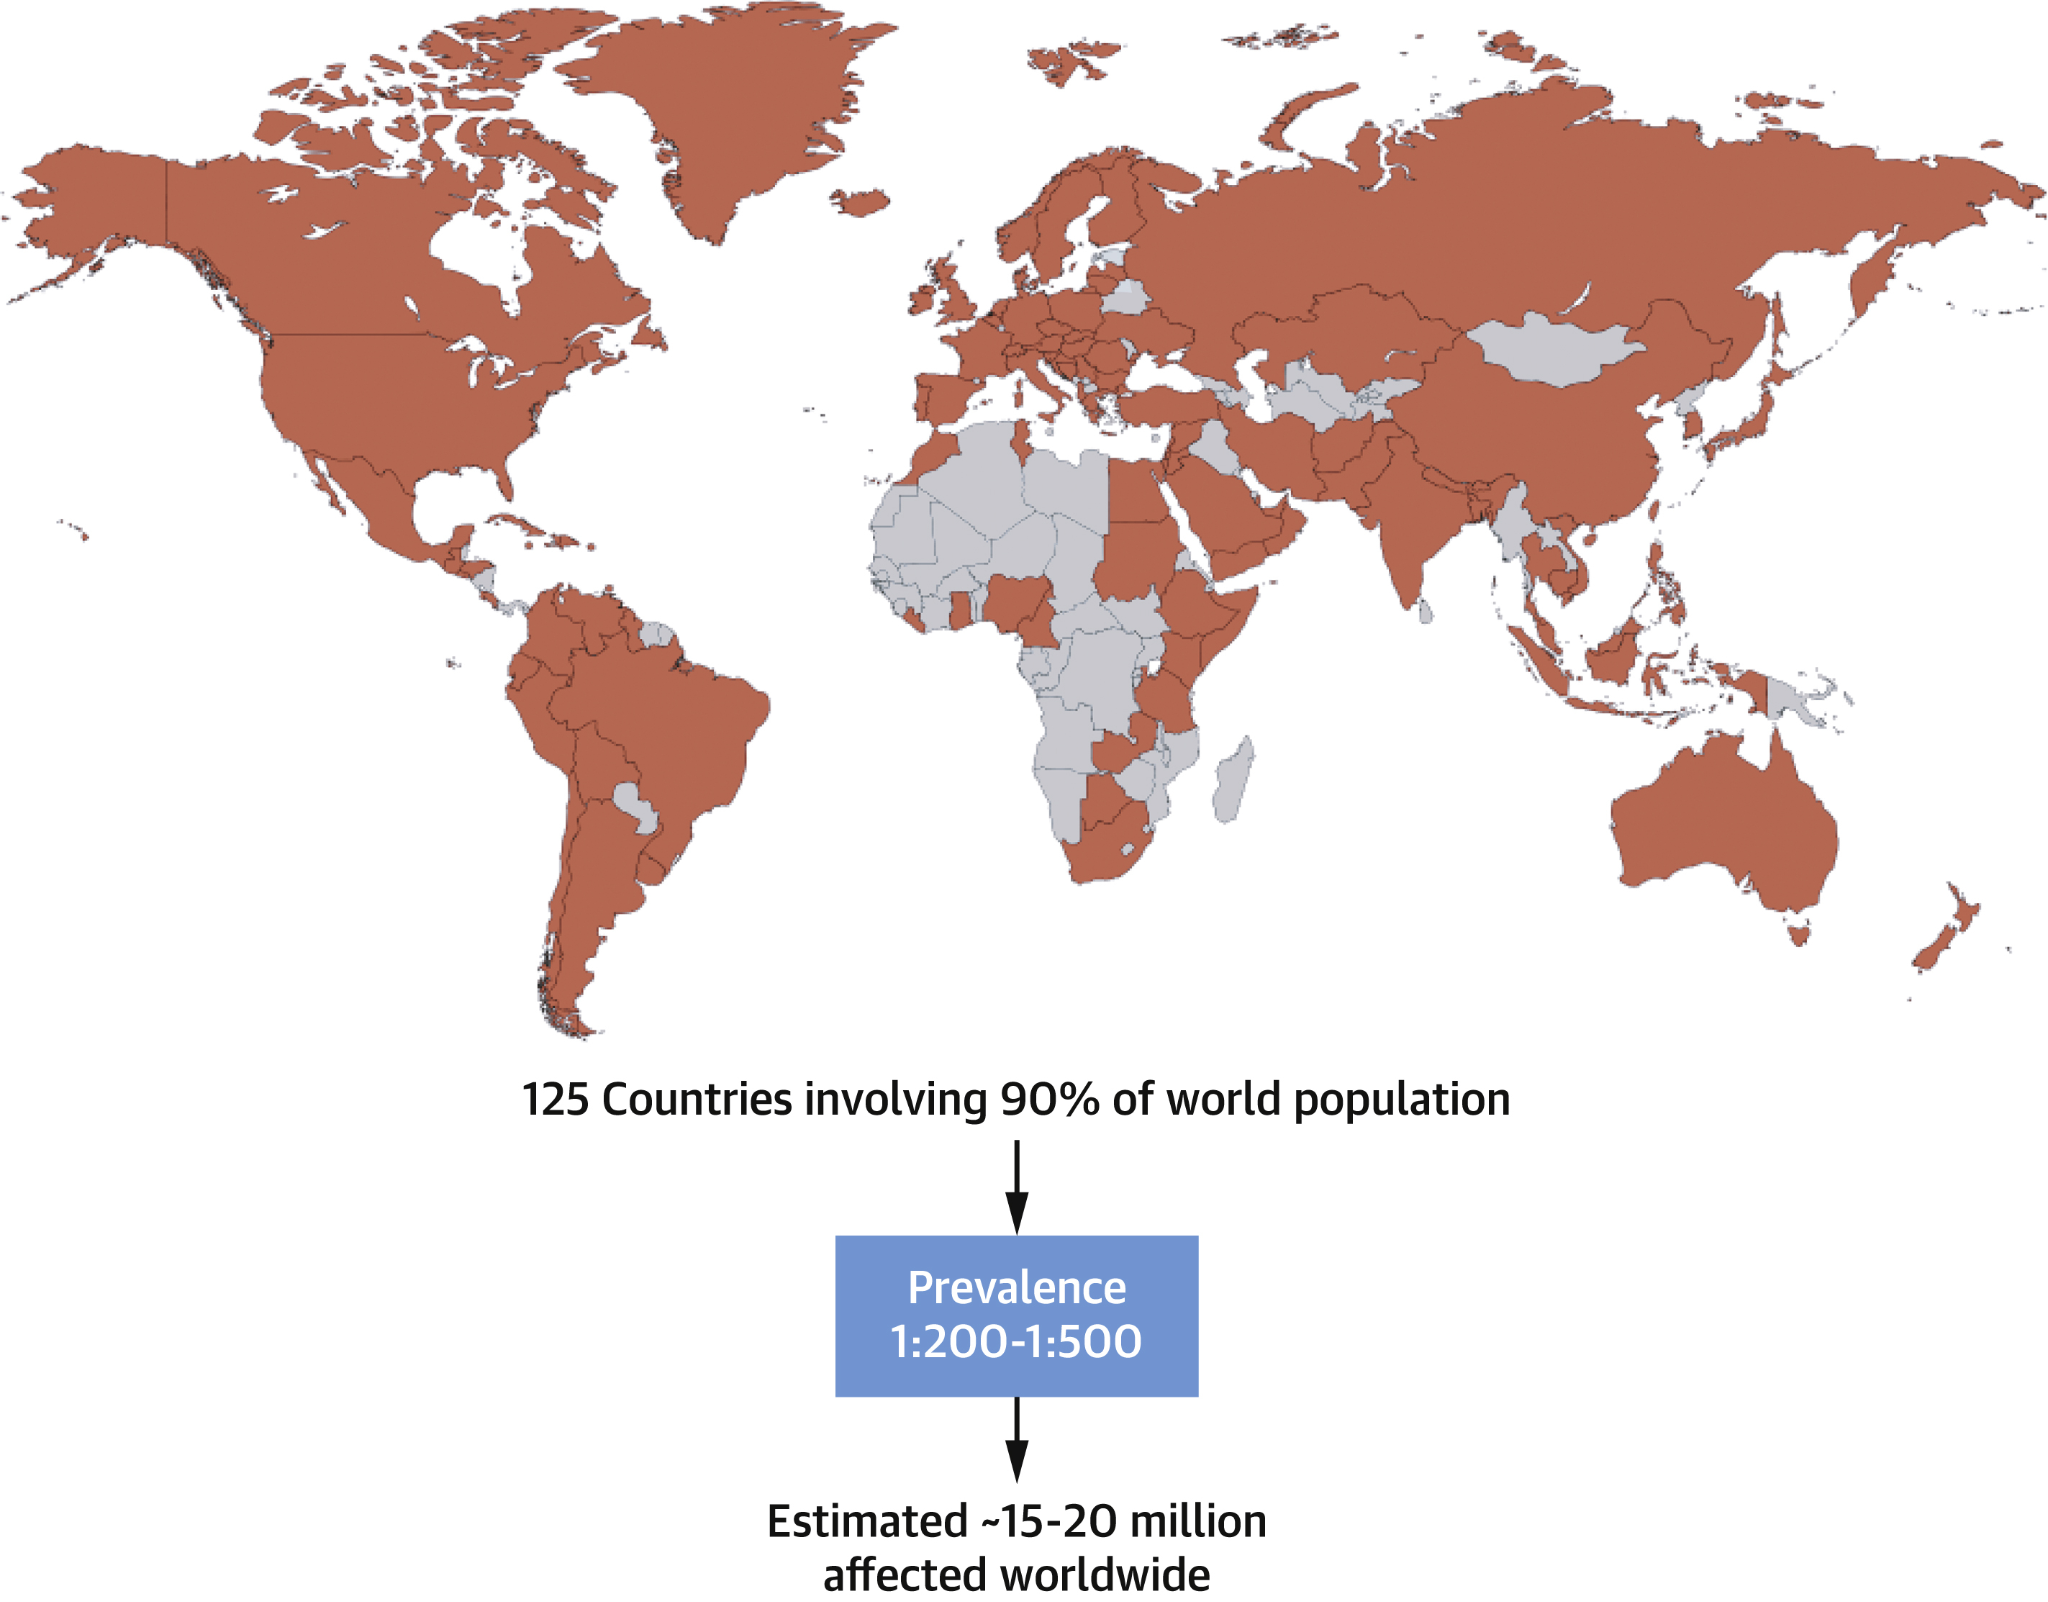 125 Countries involving 90% of world population
Prevalence
1:200-1:500
Estimated ~15-20 million
affected worldwide